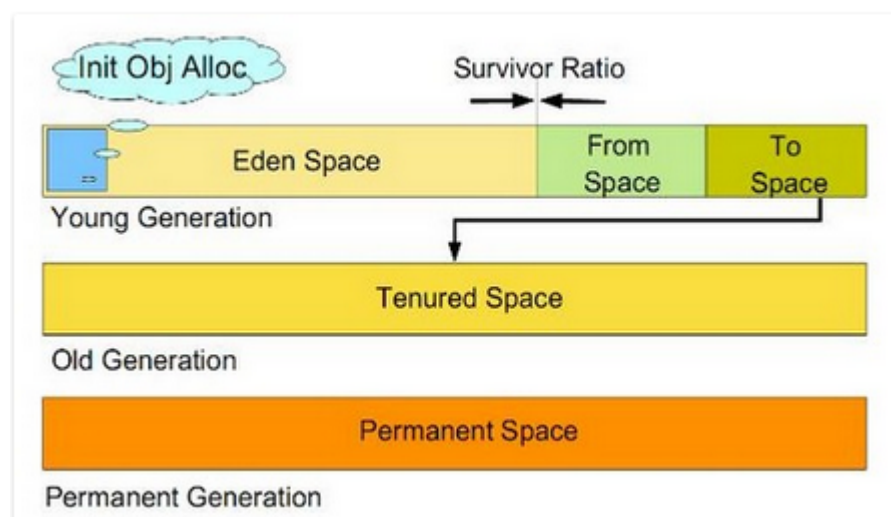 Init Obj Alloc
Survivor Ratio
Eden Space
From
Space
To
Space
Young Generation
Tenured Space
Old Generation
Permanent Space
Permanent Generation